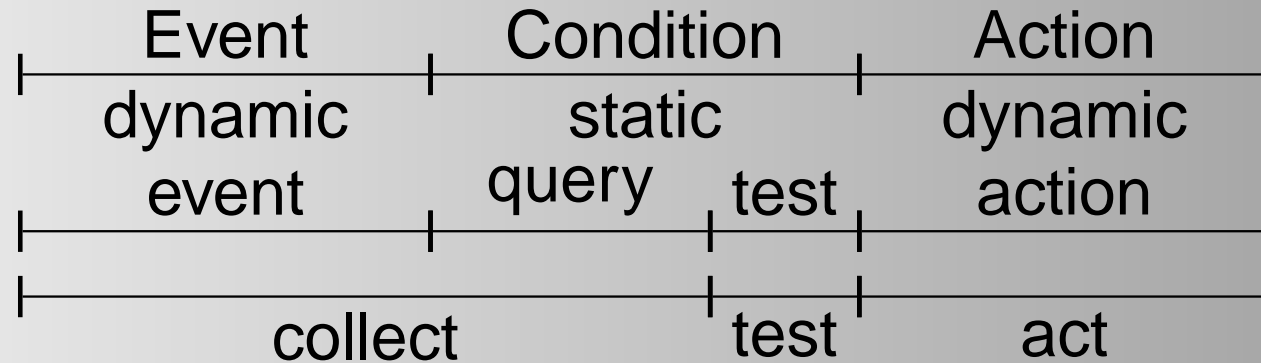 Event Condition Action
dynamic static dynamic
event query test action
collect test act